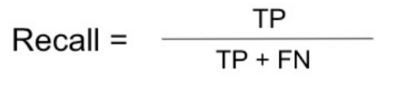 Recall = TP
TP + FN